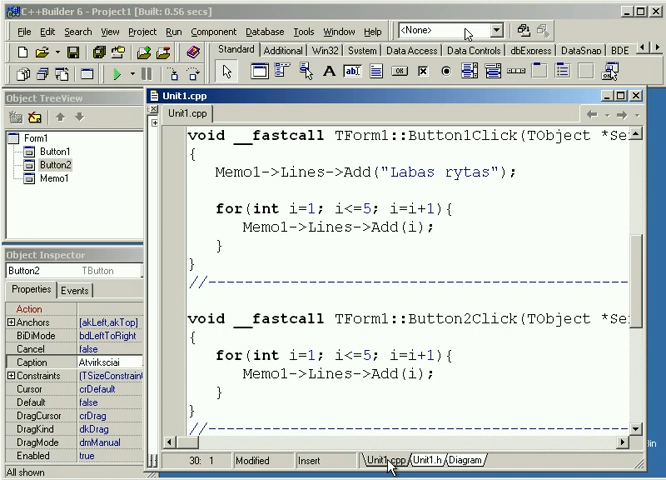 C++Builder 6 - Project1 [Built: 0.56 secs]
File Edit Search View Project Run Component Database Tools Window Help
<None>
Standard Additional Win32 System Data Access Data Controls dbExpress DataSnap BDE
Object TreeView
Form1
Button1
Button2
Memo1
Object Inspector
Button2 TButton
Properties Events
Action
Anchors [akLeft,akTop]
BiDiMode bdLeftToRight
Cancel false
Caption Atvirksciai
Constraints (TSizeConstrain
Cursor crDefault
Default false
DragCursor crDrag
DragKind dkDrag
DragMode dmManual
Enabled true
All shown
Unit1.cpp
Unit1.cpp
void __fastcall TForm1::Button1Click(TObject *Se
{
Memo1->Lines->Add("Labas rytas");
for(int i=1; i<=5; i=i+1){
Memo1->Lines->Add(i);
}
}
//------------------------------------
void __fastcall TForm1::Button2Click(TObject *Se
{
for(int i=1; i<=5; i=i+1){
Memo1->Lines->Add(i);
}
}
//------------------------------------
30: 1 Modified Insert Unit1.cpp Unit1.h Diagram